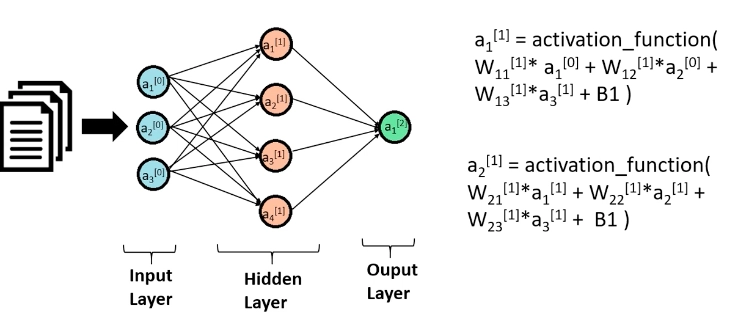 a₁[1] = activation_function(
W₁₁[1]* a₁[0] + W₁₂[1]*a₂[0] +
W₁₃[1]*a₃[1] + B1 )
a₂[1] = activation_function(
W₂₁[1]*a₁[1] + W₂₂[1]*a₂[1] +
W₂₃[1]*a₃[1] + B1 )
a₁[0]
a₂[0]
a₃[0]
a₁[1]
a₂[1]
a₃[1]
a₄[1]
a₁[2]
Input
Layer
Hidden
Layer
Ouput
Layer